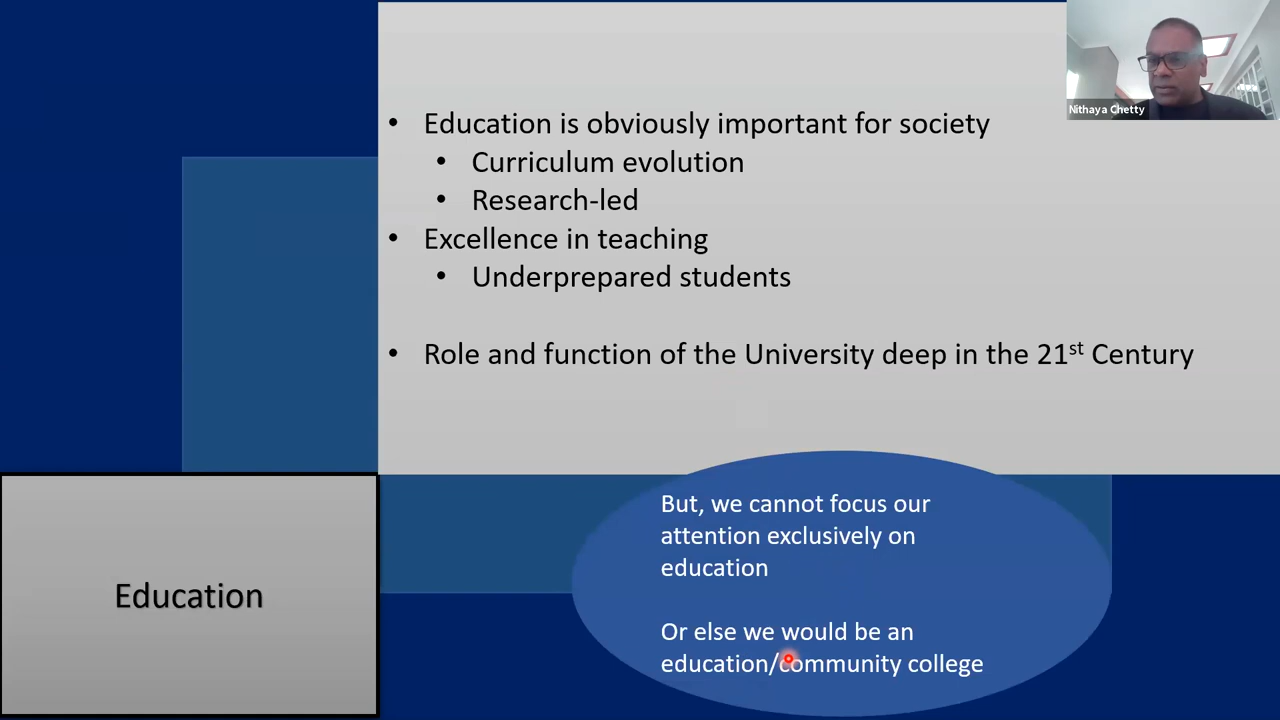 Nithaya Chetty
• Education is obviously important for society
• Curriculum evolution
• Research-led
• Excellence in teaching
• Underprepared students
• Role and function of the University deep in the 21st Century
Education
But, we cannot focus our
attention exclusively on
education
Or else we would be an
education/community college